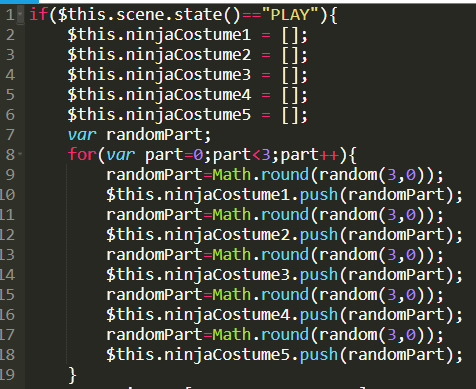 1 if($this.scene.state()=="PLAY"){
2 $this.ninjaCostume1 = [];
3 $this.ninjaCostume2 = [];
4 $this.ninjaCostume3 = [];
5 $this.ninjaCostume4 = [];
6 $this.ninjaCostume5 = [];
7 var randomPart;
8 for(var part=0;part<3;part++){
9 randomPart=Math.round(random(3,0));
10 $this.ninjaCostume1.push(randomPart);
11 randomPart=Math.round(random(3,0));
12 $this.ninjaCostume2.push(randomPart);
13 randomPart=Math.round(random(3,0));
14 $this.ninjaCostume3.push(randomPart);
15 randomPart=Math.round(random(3,0));
16 $this.ninjaCostume4.push(randomPart);
17 randomPart=Math.round(random(3,0));
18 $this.ninjaCostume5.push(randomPart);
19 }